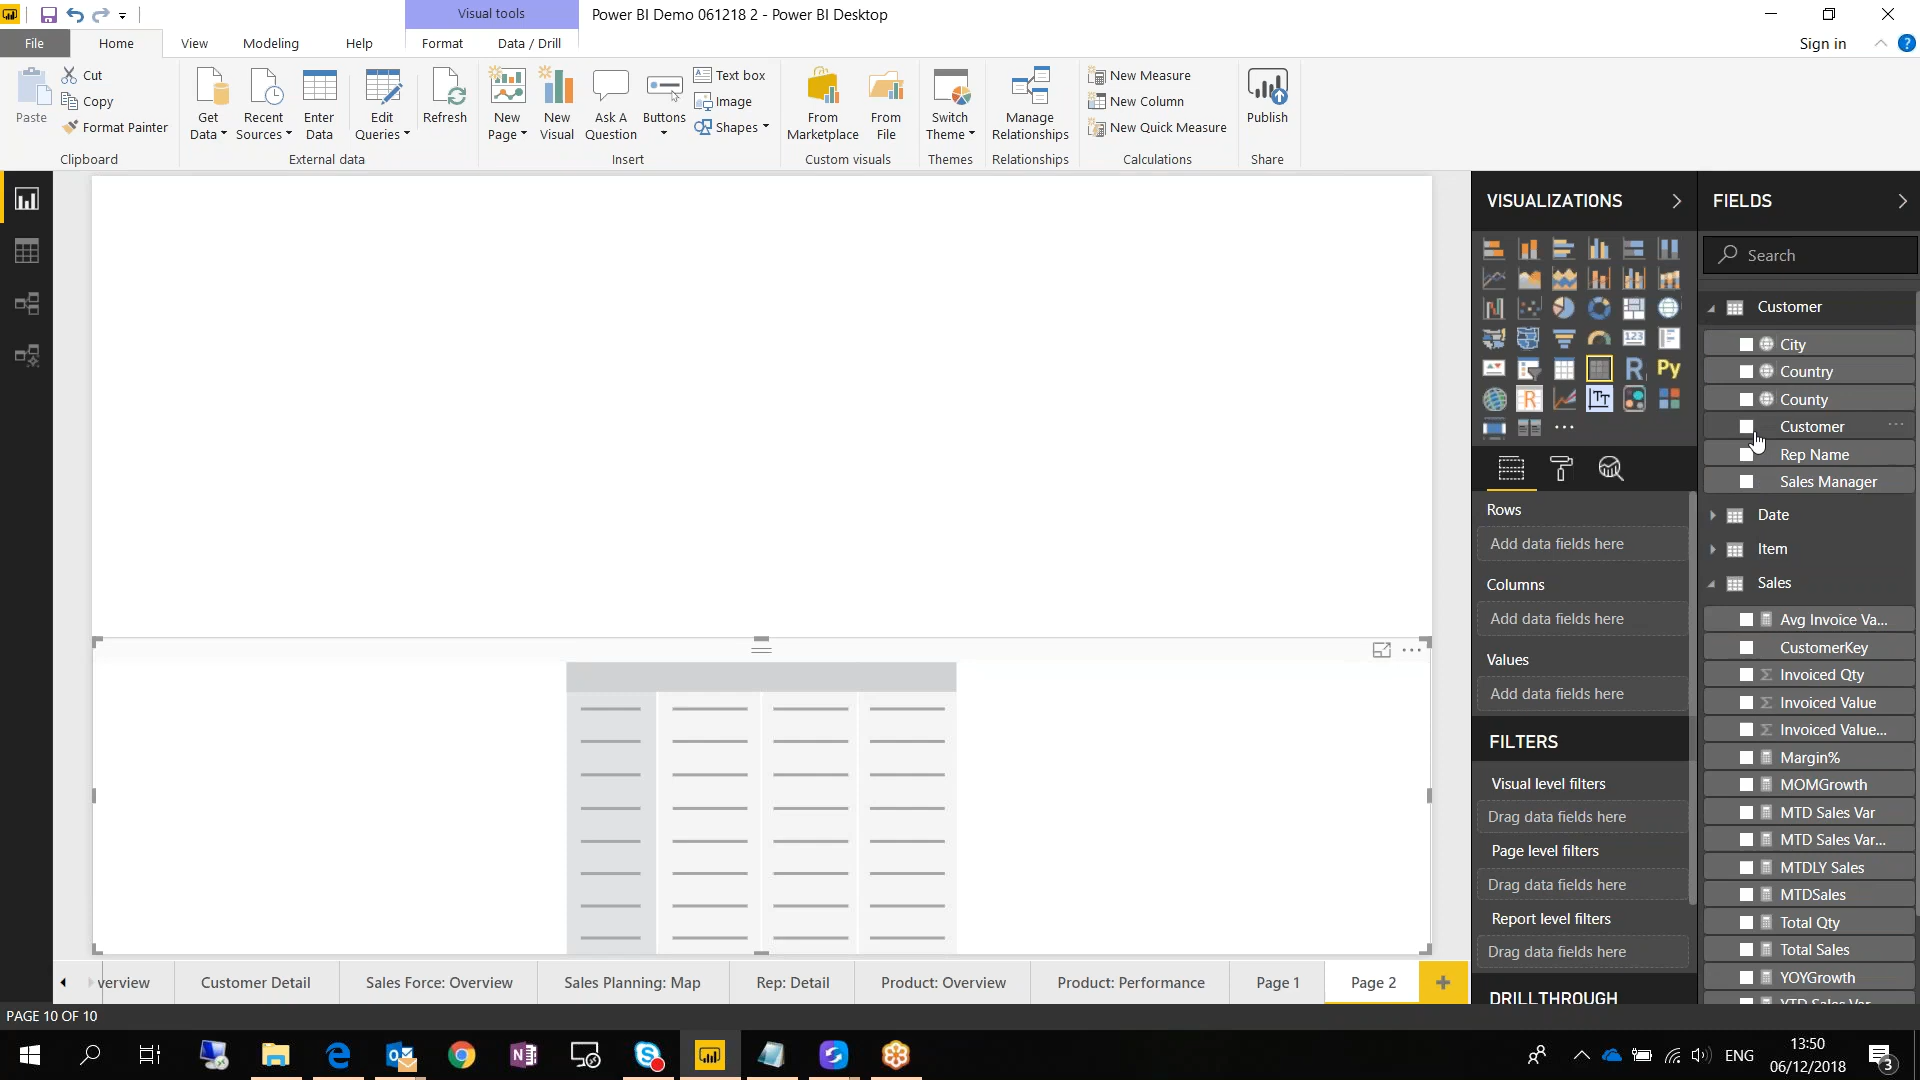 Visual tools
Power BI Demo 061218 2 - Power BI Desktop
File
Home
View
Modeling
Help
Format
Data / Drill
Sign in
Paste
Cut
Copy
Format Painter
Clipboard
Get Data
Recent Sources
Enter Data
Edit Queries
Refresh
External data
New Page
New Visual
Ask A Question
Buttons
Text box
Image
Shapes
Insert
From Marketplace
From File
Custom visuals
Switch Theme
Themes
Manage Relationships
Relationships
New Measure
New Column
New Quick Measure
Calculations
Publish
Share
VISUALIZATIONS
123
R
Py
R
Rows
Add data fields here
Columns
Add data fields here
Values
Add data fields here
FILTERS
Visual level filters
Drag data fields here
Page level filters
Drag data fields here
Report level filters
Drag data fields here
DRILLTHROUGH
FIELDS
Search
Customer
City
Country
County
Customer
Rep Name
Sales Manager
Date
Item
Sales
Avg Invoice Va...
CustomerKey
Invoiced Qty
Invoiced Value
Invoiced Value...
Margin%
MOMGrowth
MTD Sales Var
MTD Sales Var...
MTDLY Sales
MTDSales
Total Qty
Total Sales
YOYGrowth
YTD Sales Var
verview
Customer Detail
Sales Force: Overview
Sales Planning: Map
Rep: Detail
Product: Overview
Product: Performance
Page 1
Page 2
PAGE 10 OF 10
ENG
13:50
06/12/2018
3